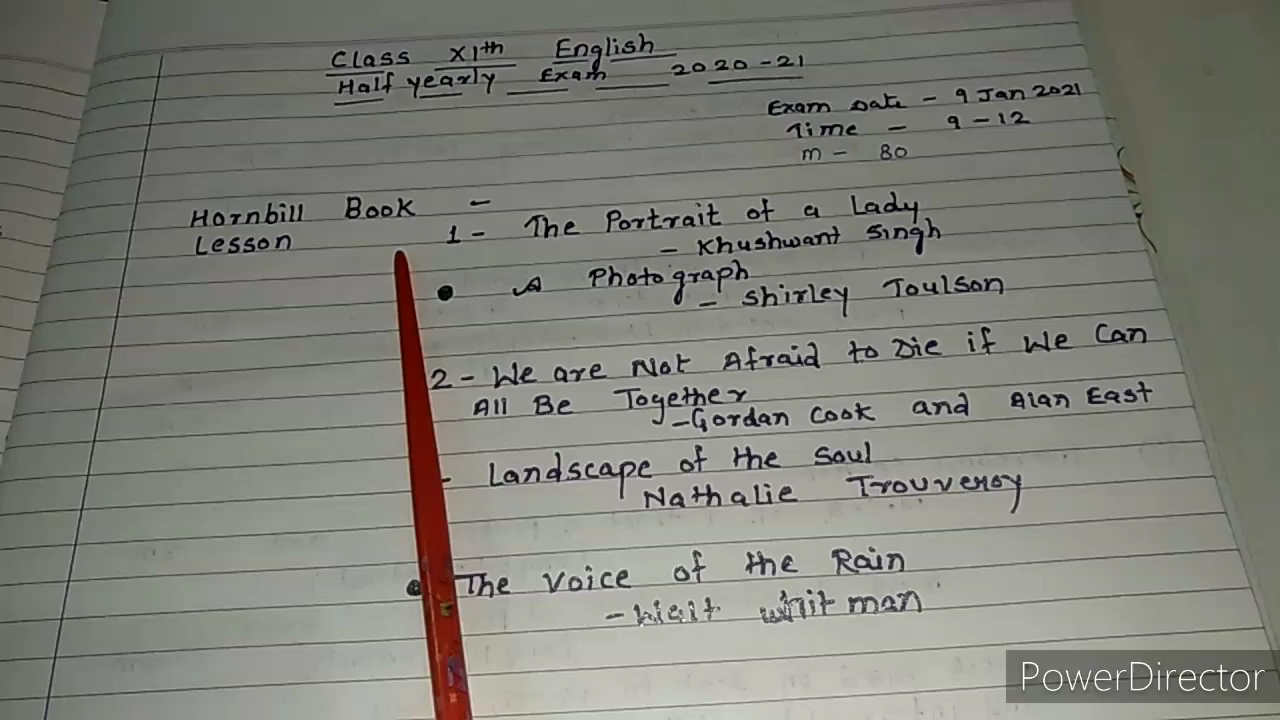 Class XIth English
Half yearly Exam 2020-21
Exam Date - 9 Jan 2021
Time - 9 - 12
m - 80
Hornbill Book -
Lesson 1 - The Portrait of a Lady
- Khushwant Singh
• A Photograph
- Shirley Toulson
2 - We are Not Afraid to Die if We Can
All Be Together
- Gordan Cook and Alan East
- Landscape of the Soul
Nathalie Trouveroy
• The Voice of the Rain
- whitman
PowerDirector